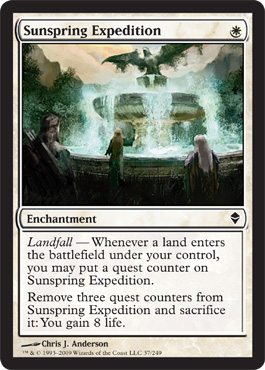 Sunspring Expedition
Enchantment
Landfall — Whenever a land enters
the battlefield under your control,
you may put a quest counter on
Sunspring Expedition.
Remove three quest counters from
Sunspring Expedition and sacrifice
it: You gain 8 life.
Chris J. Anderson
™ & © 1993–2009 Wizards of the Coast LLC 37/249